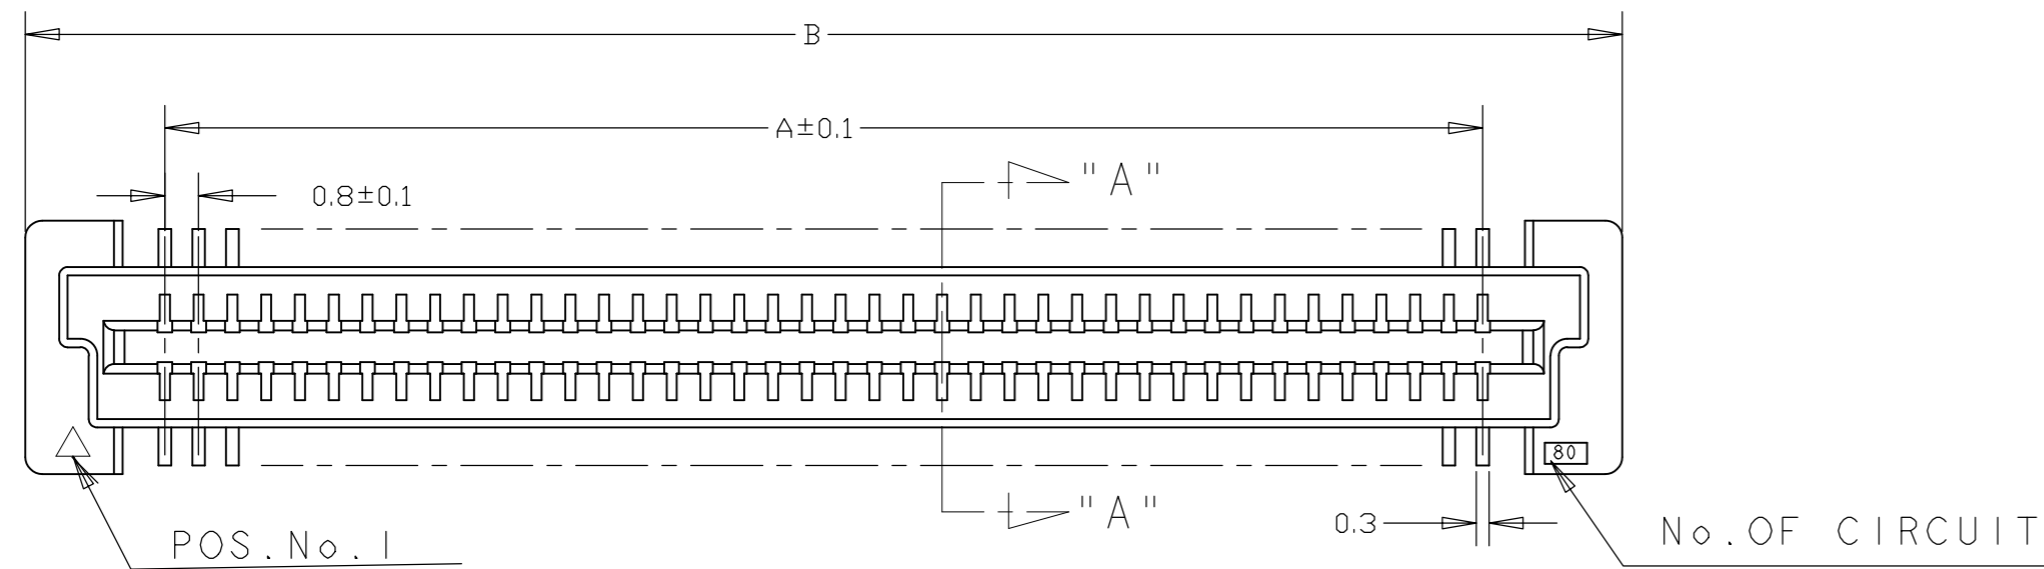 B
A±0.1
0.8±0.1
"A"
80
"A"
0.3
POS.No.1
No.OF CIRCUIT